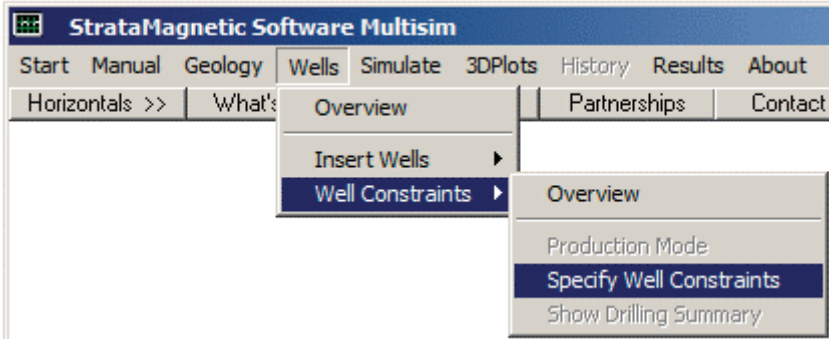 StrataMagnetic Software Multisim
Start Manual Geology Wells Simulate 3DPlots History Results About
Horizontals >> What's Partnerships Contact
Overview
Insert Wells
Well Constraints
Overview
Production Mode
Specify Well Constraints
Show Drilling Summary